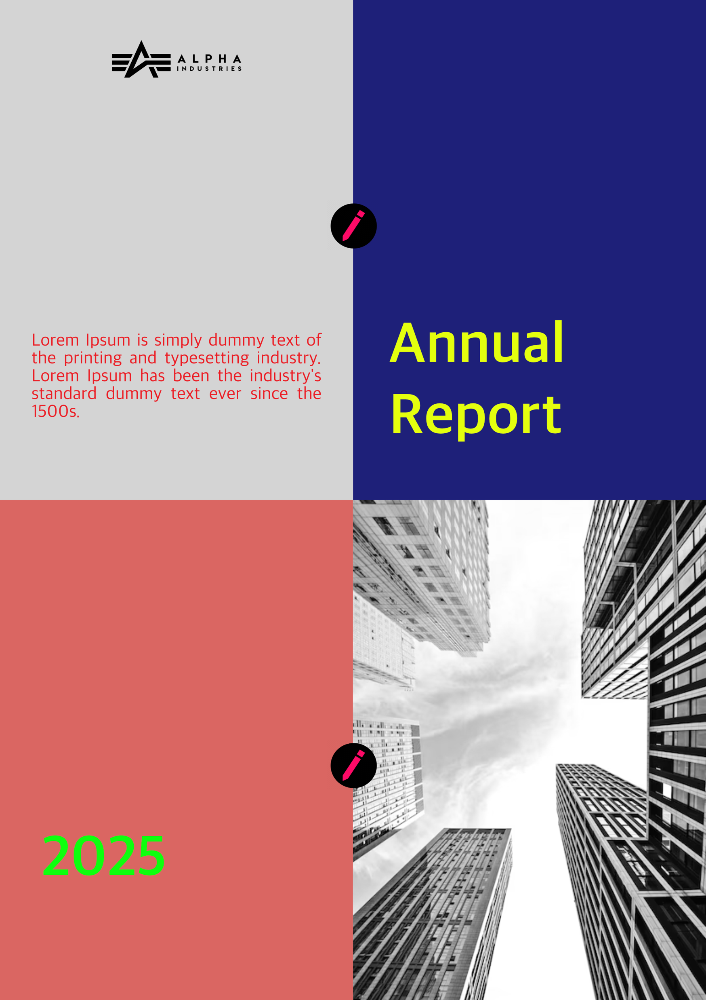 ALPHA
INDUSTRIES
Lorem Ipsum is simply dummy text of
the printing and typesetting industry.
Lorem Ipsum has been the industry's
standard dummy text ever since the
1500s.
Annual
Report
2025